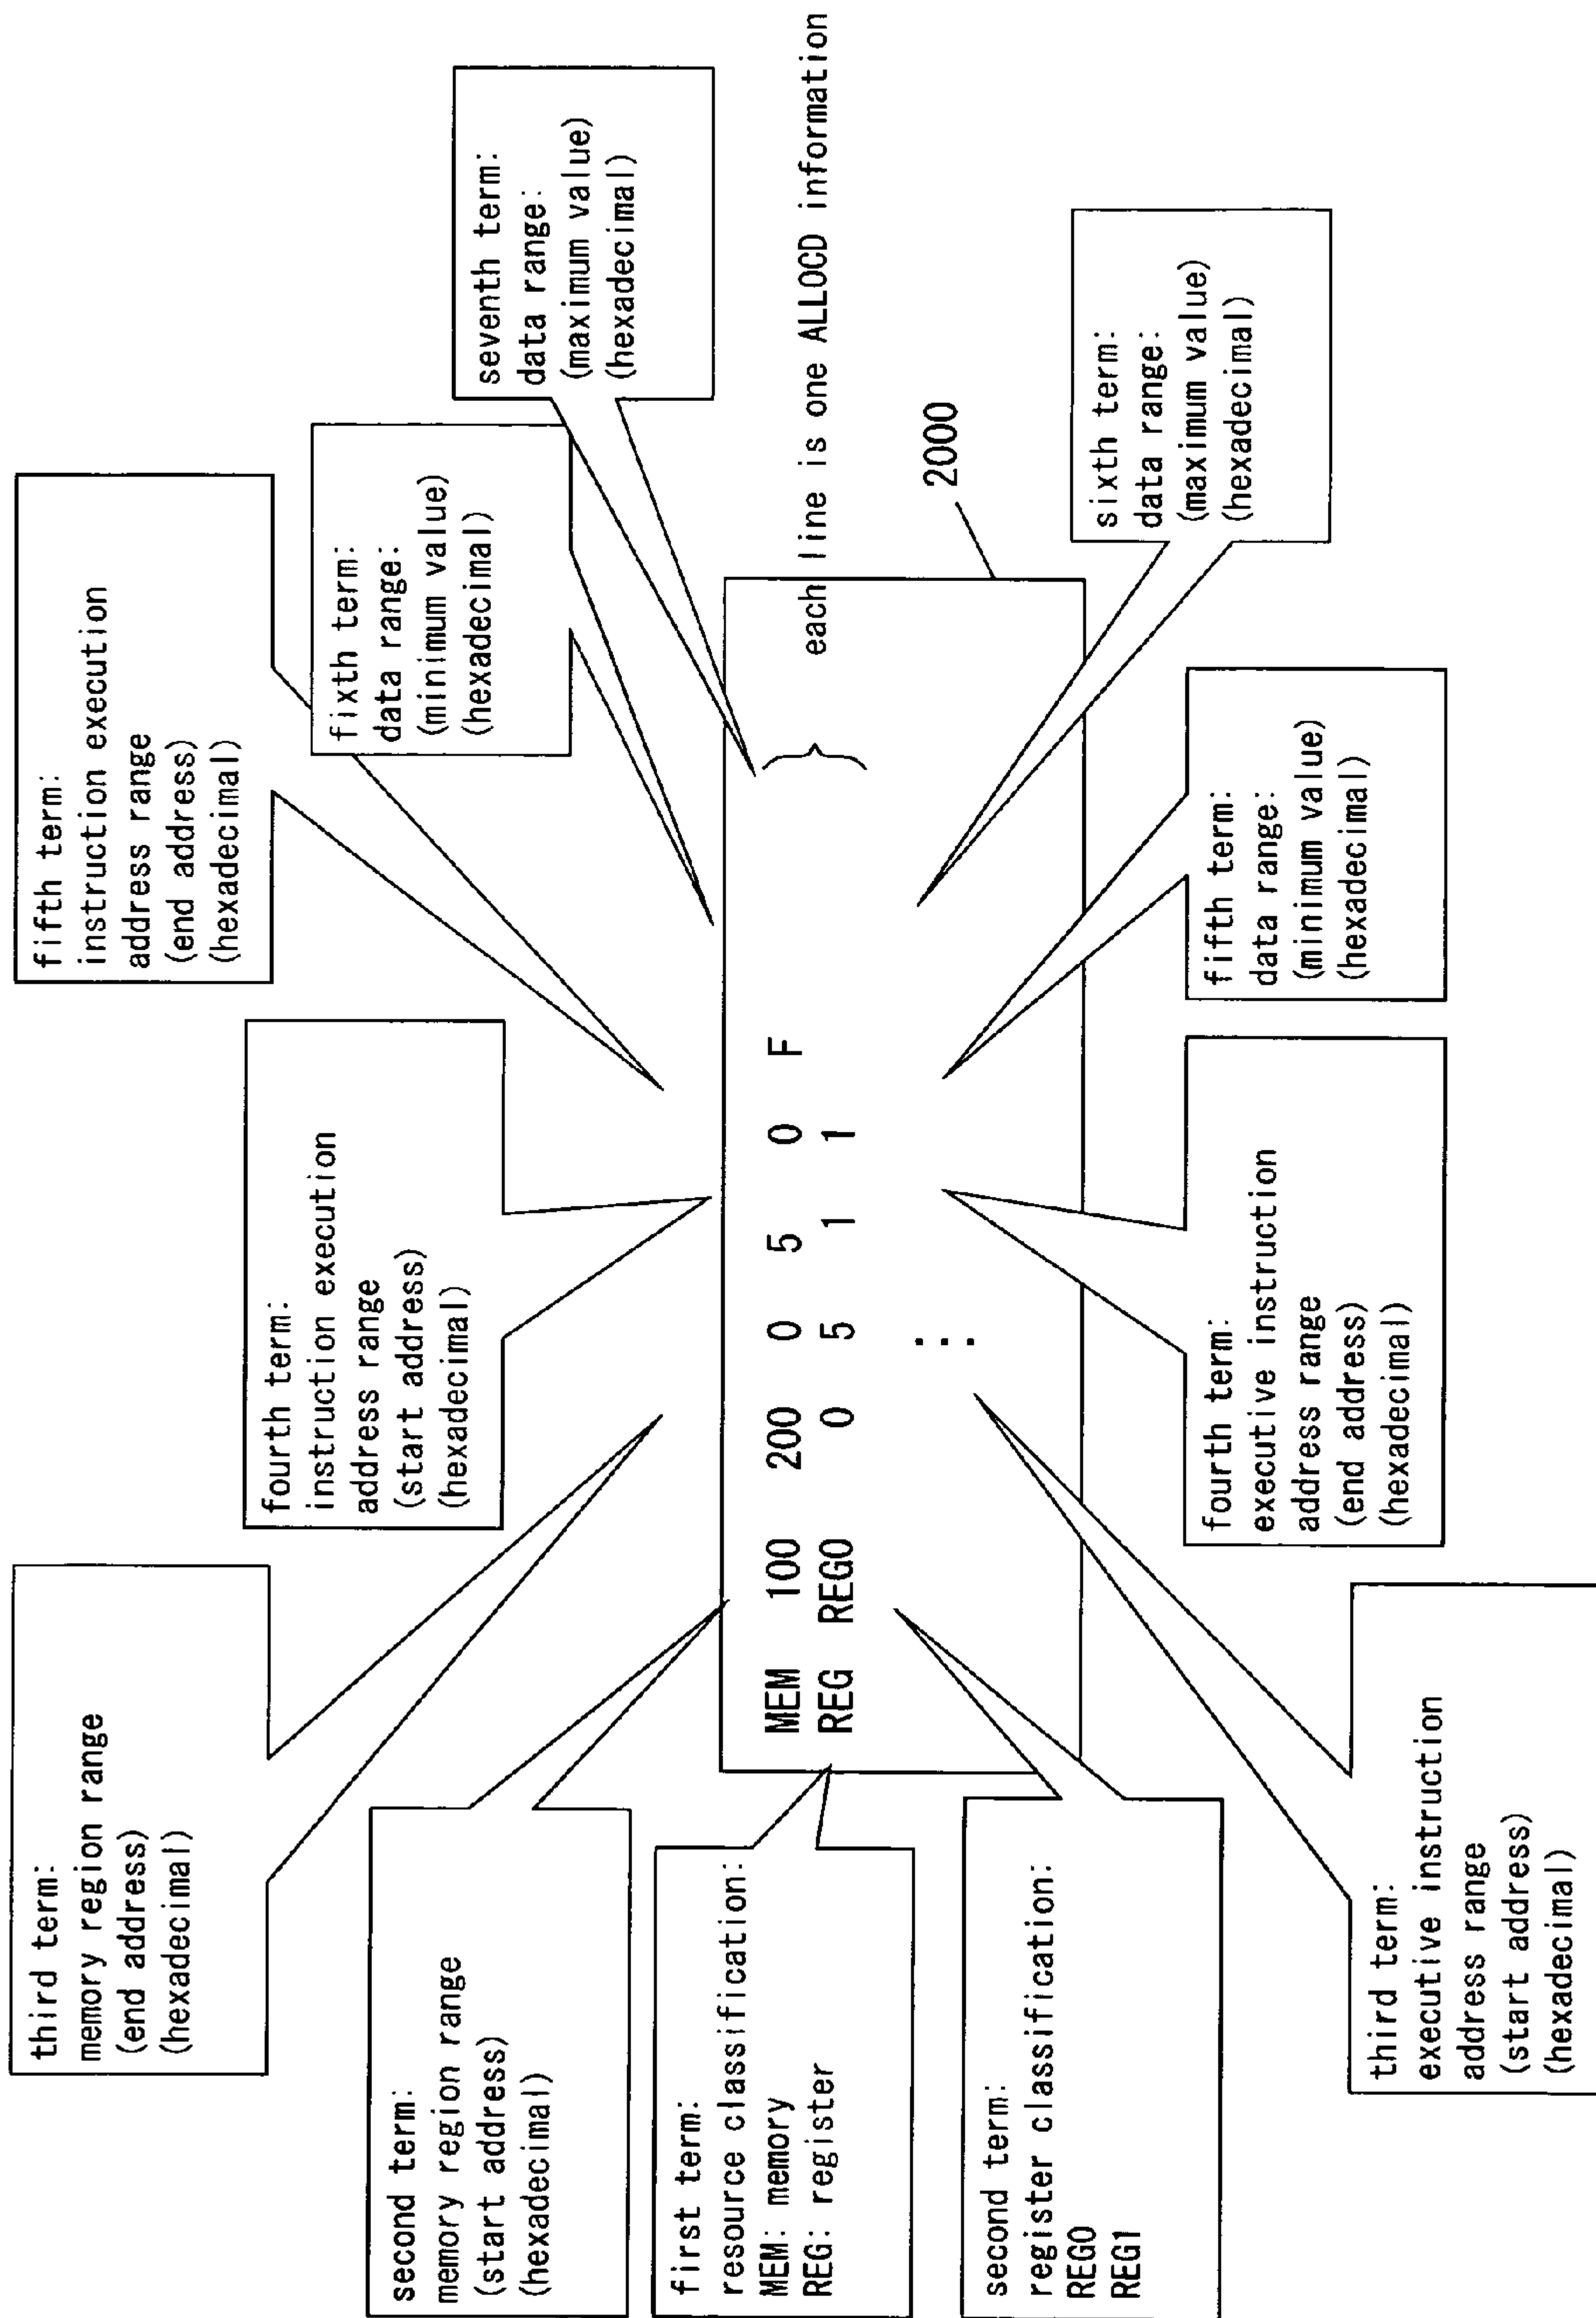 third term:
memory region range
(end address)
(hexadecimal)
fourth term:
instruction execution
address range
(start address)
(hexadecimal)
fifth term:
instruction execution
address range
(end address)
(hexadecimal)
fixth term:
data range:
(minimum value)
(hexadecimal)
seventh term:
data range:
(maximum value)
(hexadecimal)
second term:
memory region range
(start address)
(hexadecimal)
first term:
resource classification:
MEM: memory
REG: register
MEM 100 200 0 5 0 F
REG REG0 0 5 1 1
⋮
each line is one ALLOCD information
2000
second term:
register classification:
REG0
REG1
third term:
executive instruction
address range
(start address)
(hexadecimal)
fourth term:
executive instruction
address range
(end address)
(hexadecimal)
fifth term:
data range:
(minimum value)
(hexadecimal)
sixth term:
data range:
(maximum value)
(hexadecimal)